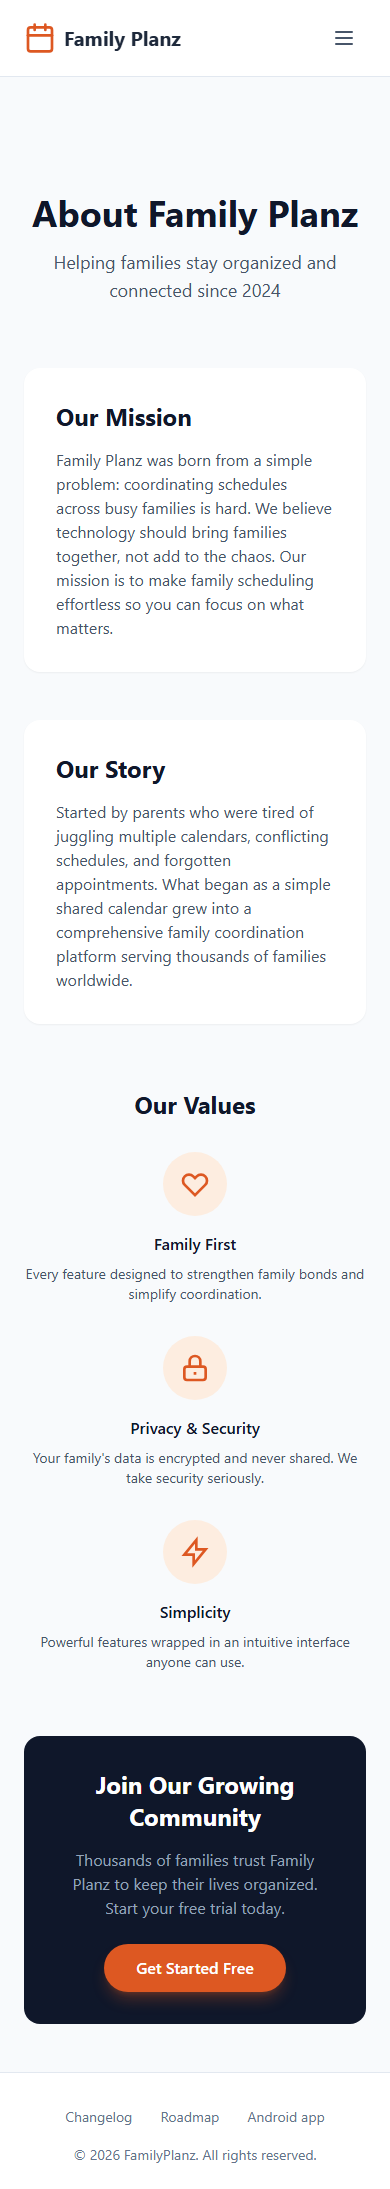 Family Planz
About Family Planz
Helping families stay organized and
connected since 2024
Our Mission
Family Planz was born from a simple
problem: coordinating schedules
across busy families is hard. We believe
technology should bring families
together, not add to the chaos. Our
mission is to make family scheduling
effortless so you can focus on what
matters.
Our Story
Started by parents who were tired of
juggling multiple calendars, conflicting
schedules, and forgotten
appointments. What began as a simple
shared calendar grew into a
comprehensive family coordination
platform serving thousands of families
worldwide.
Our Values
Family First
Every feature designed to strengthen family bonds and
simplify coordination.
Privacy & Security
Your family's data is encrypted and never shared. We
take security seriously.
Simplicity
Powerful features wrapped in an intuitive interface
anyone can use.
Join Our Growing
Community
Thousands of families trust Family
Planz to keep their lives organized.
Start your free trial today.
Get Started Free
Changelog Roadmap Android app
© 2026 FamilyPlanz. All rights reserved.